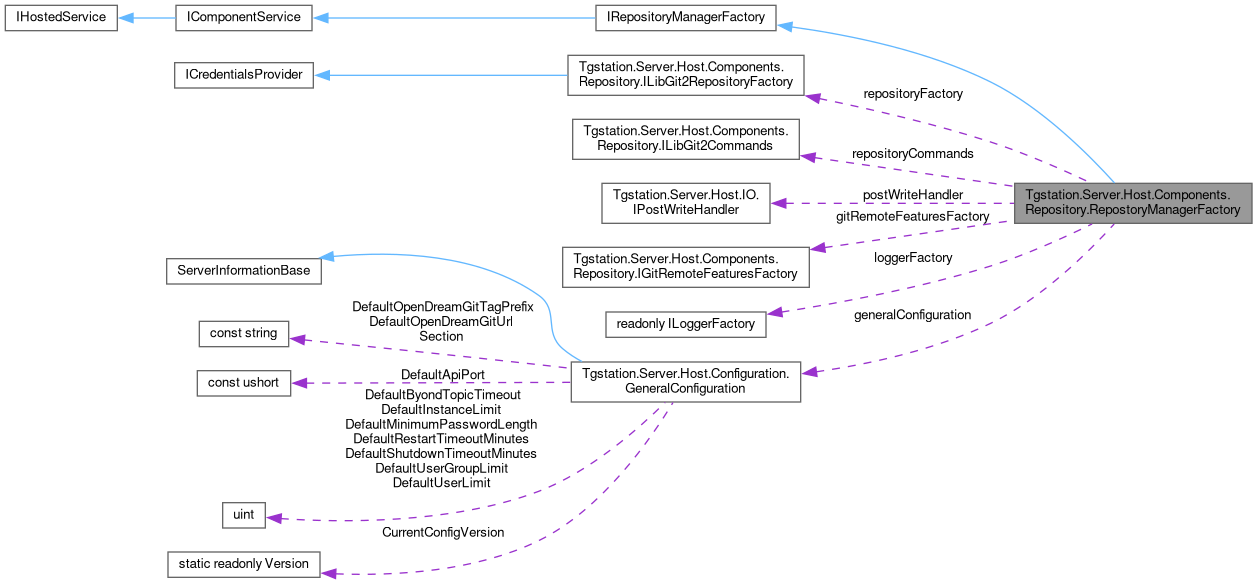 IHostedService
IComponentService
IRepositoryManagerFactory
ICredentialsProvider
Tgstation.Server.Host.Components.
Repository.ILibGit2RepositoryFactory
repositoryFactory
Tgstation.Server.Host.Components.
Repository.ILibGit2Commands
repositoryCommands
Tgstation.Server.Host.IO.
IPostWriteHandler
postWriteHandler
Tgstation.Server.Host.Components.
Repository.RepostoryManagerFactory
gitRemoteFeaturesFactory
Tgstation.Server.Host.Components.
Repository.IGitRemoteFeaturesFactory
loggerFactory
ServerInformationBase
readonly ILoggerFactory
generalConfiguration
DefaultOpenDreamGitTagPrefix
DefaultOpenDreamGitUrl
Section
const string
Tgstation.Server.Host.Configuration.
GeneralConfiguration
const ushort
DefaultApiPort
DefaultByondTopicTimeout
DefaultInstanceLimit
DefaultMinimumPasswordLength
DefaultRestartTimeoutMinutes
DefaultShutdownTimeoutMinutes
DefaultUserGroupLimit
DefaultUserLimit
uint
CurrentConfigVersion
static readonly Version